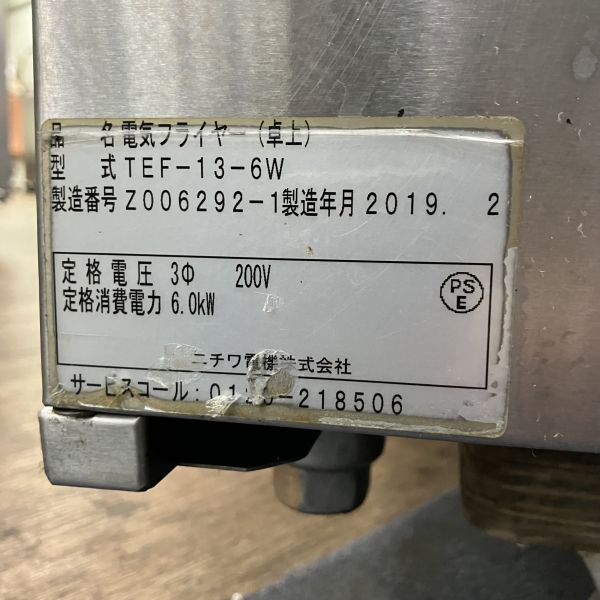 品 名 電気フライヤー (卓上)
型 式 TEF-13-6W
製造番号 Z006292-1 製造年月 2019. 2
定格電圧 3Φ 200V
定格消費電力 6.0kW
PS
E
ニチワ電機株式会社
サービスコール:0120-218506